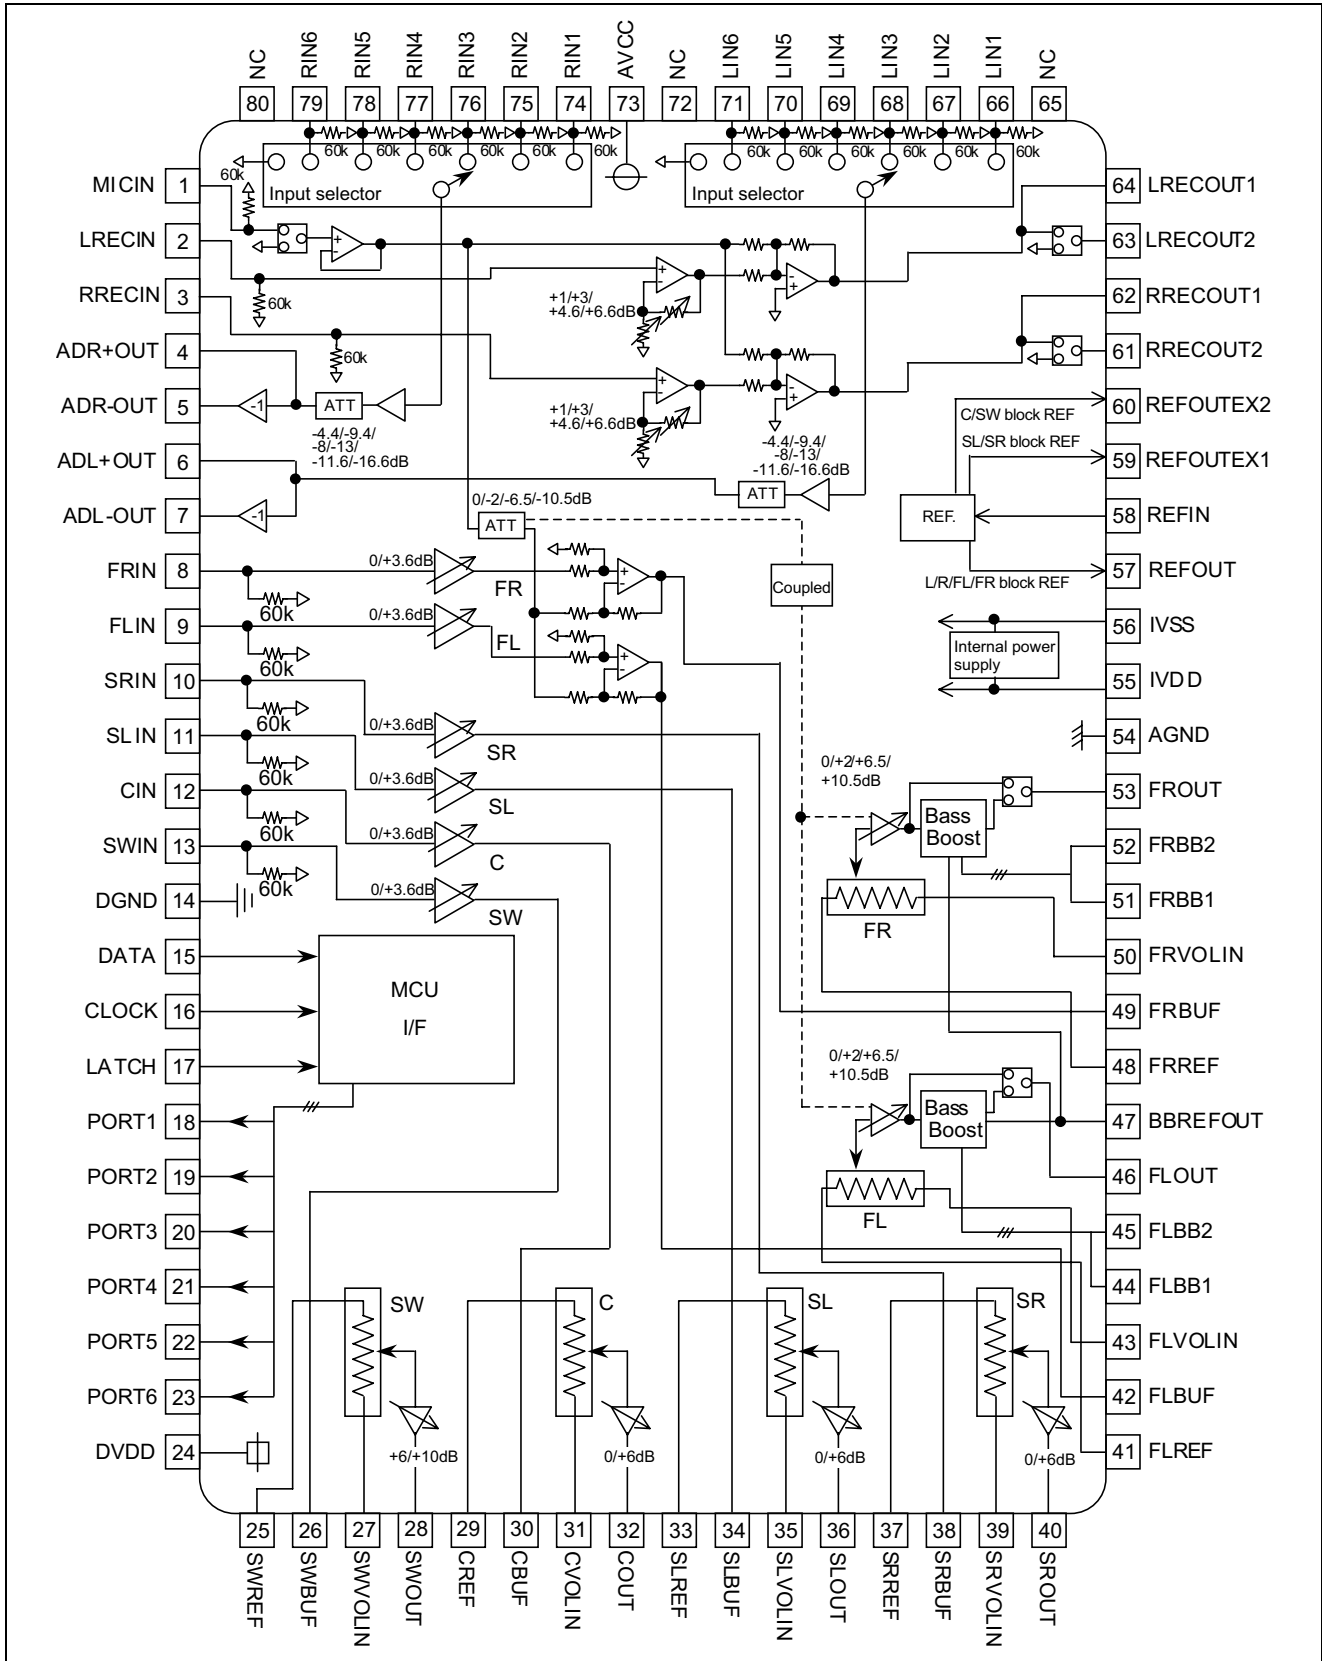 NC RIN6 RIN5 RIN4 RIN3 RIN2 RIN1 AVCC NC LIN6 LIN5 LIN4 LIN3 LIN2 LIN1 NC
80 79 78 77 76 75 74 73 72 71 70 69 68 67 66 65
60k 60k 60k 60k 60k 60k 60k 60k 60k 60k 60k 60k
60k
Input selector
Input selector
MICIN 1
LRECIN 2
RRECIN 3
ADR+OUT 4
ADR-OUT 5
ADL+OUT 6
ADL-OUT 7
FRIN 8
FLIN 9
SRIN 10
SLIN 11
CIN 12
SWIN 13
DGND 14
DATA 15
CLOCK 16
LATCH 17
PORT1 18
PORT2 19
PORT3 20
PORT4 21
PORT5 22
PORT6 23
DVDD 24
64 LRECOUT1
63 LRECOUT2
62 RRECOUT1
61 RRECOUT2
60 REFOUTEX2
59 REFOUTEX1
58 REFIN
57 REFOUT
56 IVSS
55 IVDD
54 AGND
53 FROUT
52 FRBB2
51 FRBB1
50 FRVOLIN
49 FRBUF
48 FRREF
47 BBREFOUT
46 FLOUT
45 FLBB2
44 FLBB1
43 FLVOLIN
42 FLBUF
41 FLREF
+
-
60k
+1/+3/
+4.6/+6.6dB
+
-
-
+
60k
+1/+3/
+4.6/+6.6dB
+
-
-
+
-1
ATT
-4.4/-9.4/
-8/-13/
-11.6/-16.6dB
-4.4/-9.4/
-8/-13/
-11.6/-16.6dB
ATT
-1
0/-2/-6.5/-10.5dB
ATT
C/SW block REF
SL/SR block REF
REF.
L/R/FL/FR block REF
Coupled
Internal power
supply
0/+3.6dB
FR
60k
+
-
0/+3.6dB
FL
60k
+
-
60k
0/+3.6dB
SR
60k
0/+3.6dB
SL
60k
0/+3.6dB
C
60k
0/+3.6dB
SW
0/+2/+6.5/
+10.5dB
Bass
Boost
FR
MCU
I/F
0/+2/+6.5/
+10.5dB
Bass
Boost
FL
SW
C
SL
SR
+6/+10dB
0/+6dB
0/+6dB
0/+6dB
25 26 27 28 29 30 31 32 33 34 35 36 37 38 39 40
SWREF SWBUF SWVOLIN SWOUT CREF CBUF CVOLIN COUT SLREF SLBUF SLVOLIN SLOUT SRREF SRBUF SRVOLIN SROUT